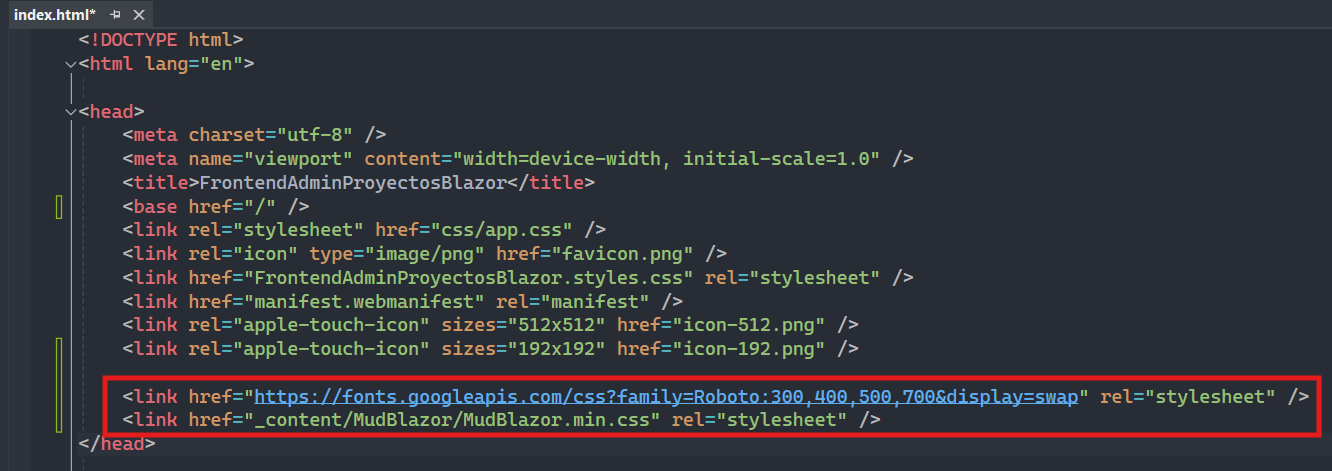 index.html*
<!DOCTYPE html>
<html lang="en">
<head>
<meta charset="utf-8" />
<meta name="viewport" content="width=device-width, initial-scale=1.0" />
<title>FrontendAdminProyectosBlazor</title>
<base href="/" />
<link rel="stylesheet" href="css/app.css" />
<link rel="icon" type="image/png" href="favicon.png" />
<link href="FrontendAdminProyectosBlazor.styles.css" rel="stylesheet" />
<link href="manifest.webmanifest" rel="manifest" />
<link rel="apple-touch-icon" sizes="512x512" href="icon-512.png" />
<link rel="apple-touch-icon" sizes="192x192" href="icon-192.png" />
<link href="https://fonts.googleapis.com/css?family=Roboto:300,400,500,700&display=swap" rel="stylesheet" />
<link href="_content/MudBlazor/MudBlazor.min.css" rel="stylesheet" />
</head>